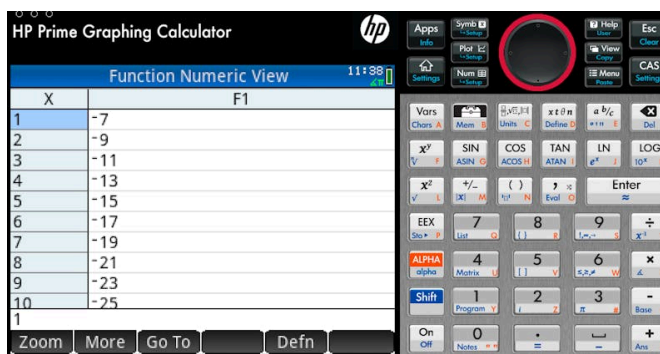 HP Prime Graphing Calculator
hp
Function Numeric View 11:38
X F1
1 -7
2 -9
3 -11
4 -13
5 -15
6 -17
7 -19
8 -21
9 -23
10 -25
1
Zoom More Go To Defn
Apps Symb Help Esc
Info Setup User Clear
Plot View
Setup Copy
Num Menu CAS
Settings Setup Paste Settings
Vars x t θ n a b/c
Chars A Mem B Units C Define D Del
xʸ SIN COS TAN LN LOG
F ASIN G ACOS H ATAN I eˣ J 10ˣ
x² +/- ( ) , Enter
√ L |x| M N Eval O ≈
EEX 7 8 9 ÷
Sto ► P List Q { } R S x⁻¹
ALPHA 4 5 6 ×
alpha Matrix U [ ] V ≤,≥,≠ W ∡
Shift 1 2 3 -
Program Y i Z π # Base
On 0 . +
Off Notes = Ans